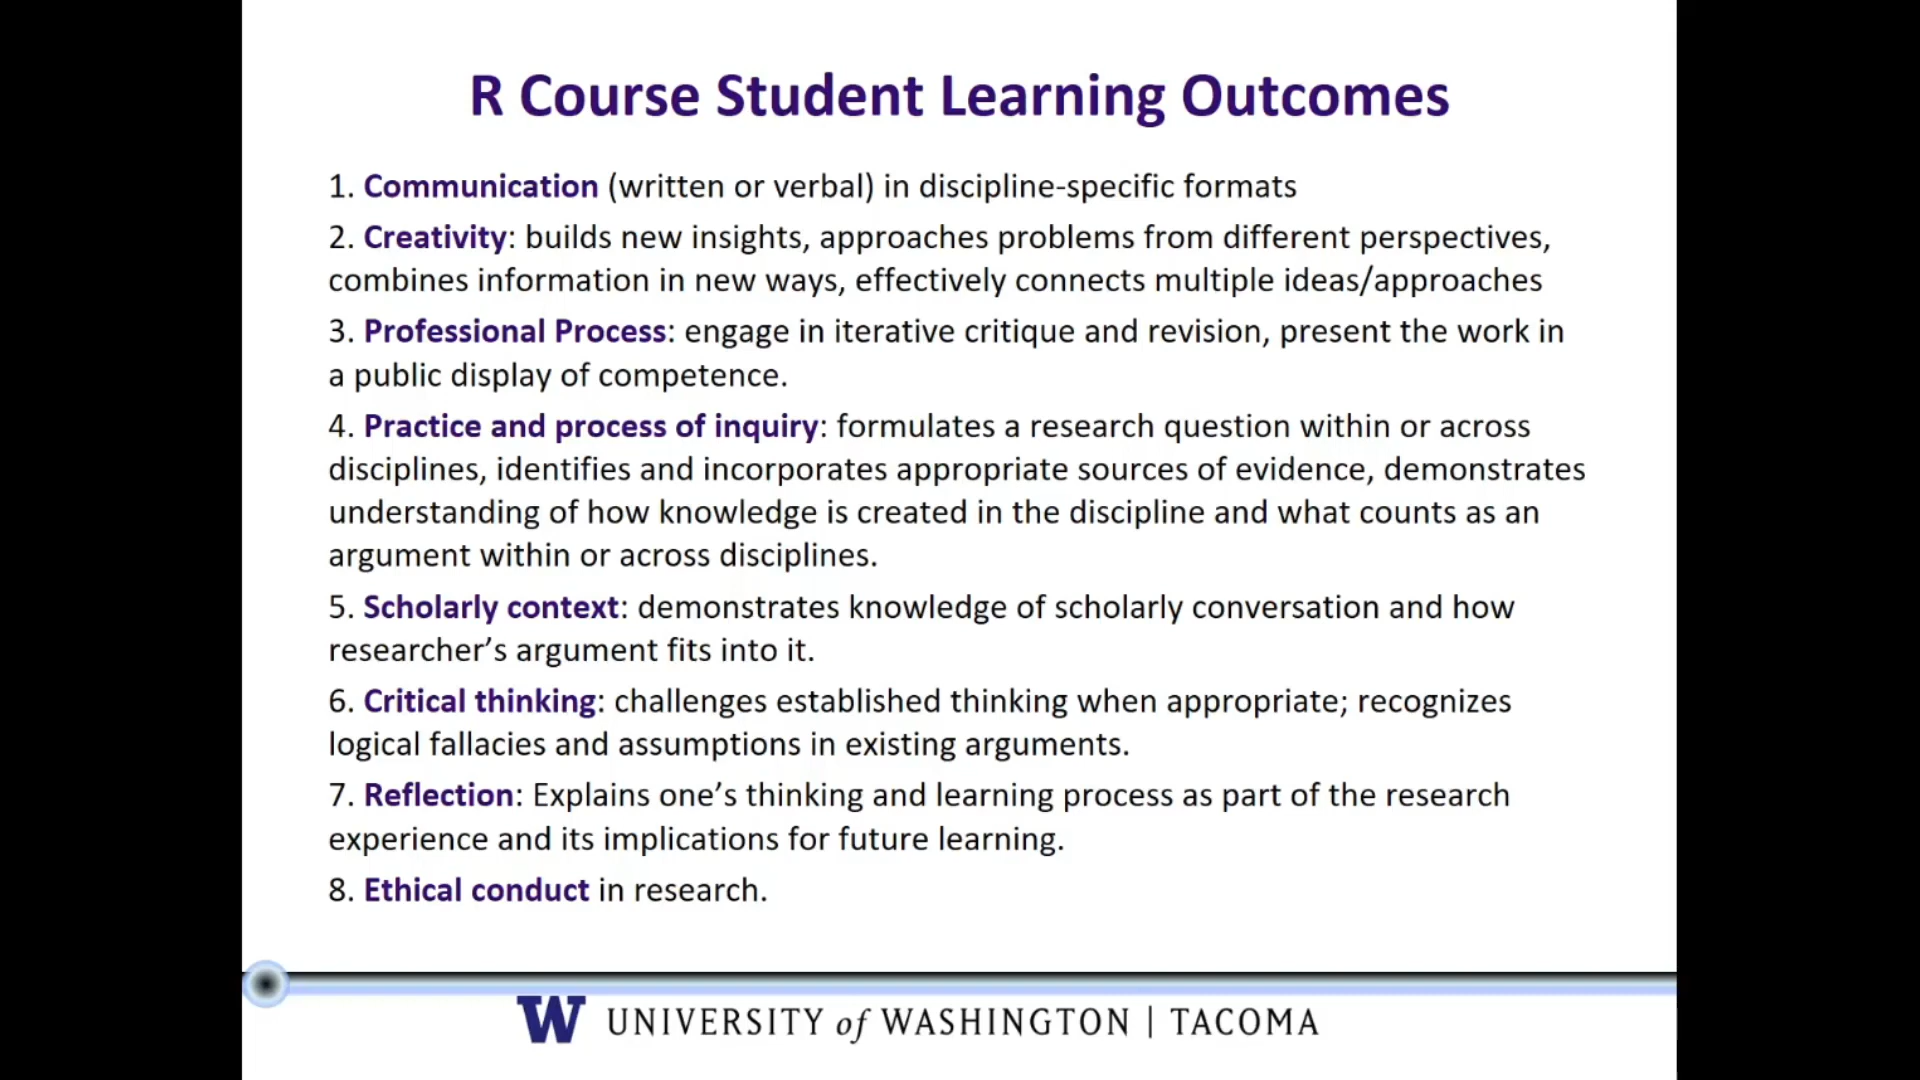 R Course Student Learning Outcomes
1. Communication (written or verbal) in discipline-specific formats
2. Creativity: builds new insights, approaches problems from different perspectives,
combines information in new ways, effectively connects multiple ideas/approaches
3. Professional Process: engage in iterative critique and revision, present the work in
a public display of competence.
4. Practice and process of inquiry: formulates a research question within or across
disciplines, identifies and incorporates appropriate sources of evidence, demonstrates
understanding of how knowledge is created in the discipline and what counts as an
argument within or across disciplines.
5. Scholarly context: demonstrates knowledge of scholarly conversation and how
researcher’s argument fits into it.
6. Critical thinking: challenges established thinking when appropriate; recognizes
logical fallacies and assumptions in existing arguments.
7. Reflection: Explains one’s thinking and learning process as part of the research
experience and its implications for future learning.
8. Ethical conduct in research.
W UNIVERSITY of WASHINGTON | TACOMA